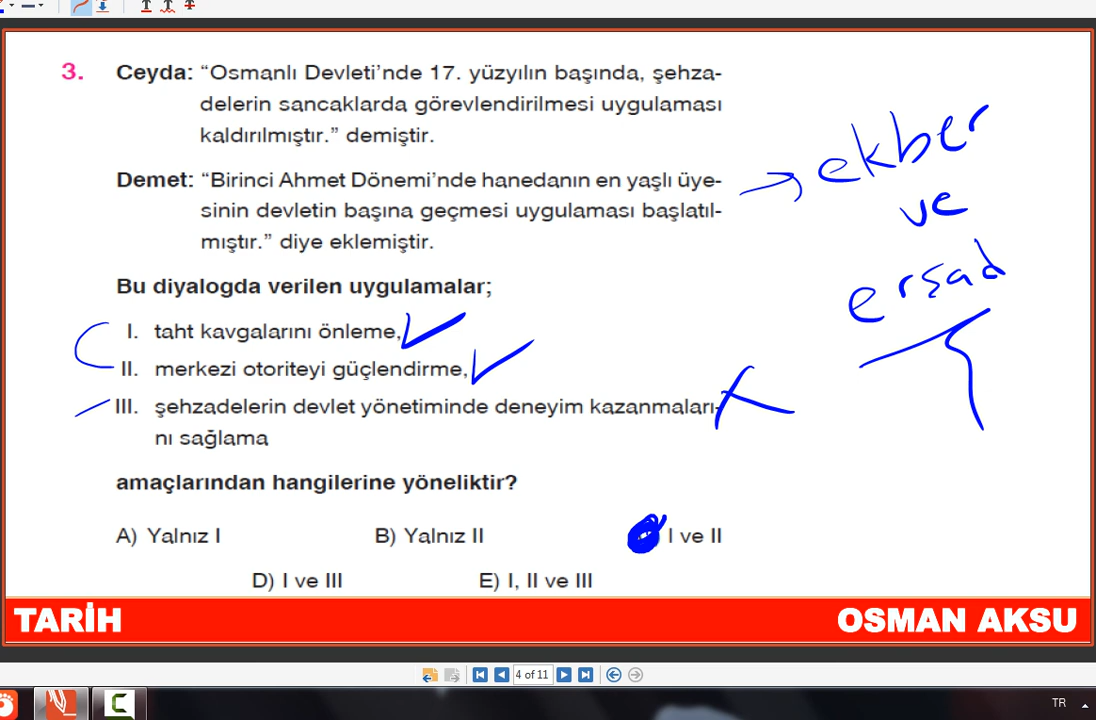 3. Ceyda: “Osmanlı Devleti’nde 17. yüzyılın başında, şehza-
delerin sancaklarda görevlendirilmesi uygulaması
kaldırılmıştır.” demiştir.
Demet: “Birinci Ahmet Dönemi’nde hanedanın en yaşlı üye-
sinin devletin başına geçmesi uygulaması başlatıl-
mıştır.” diye eklemiştir.
ekber
ve
erşad
Bu diyalogda verilen uygulamalar;
I. taht kavgalarını önleme,
II. merkezi otoriteyi güçlendirme,
III. şehzadelerin devlet yönetiminde deneyim kazanmaları-
nı sağlama
amaçlarından hangilerine yöneliktir?
A) Yalnız I B) Yalnız II I ve II
D) I ve III E) I, II ve III
TARİH OSMAN AKSU
4 of 11
TR